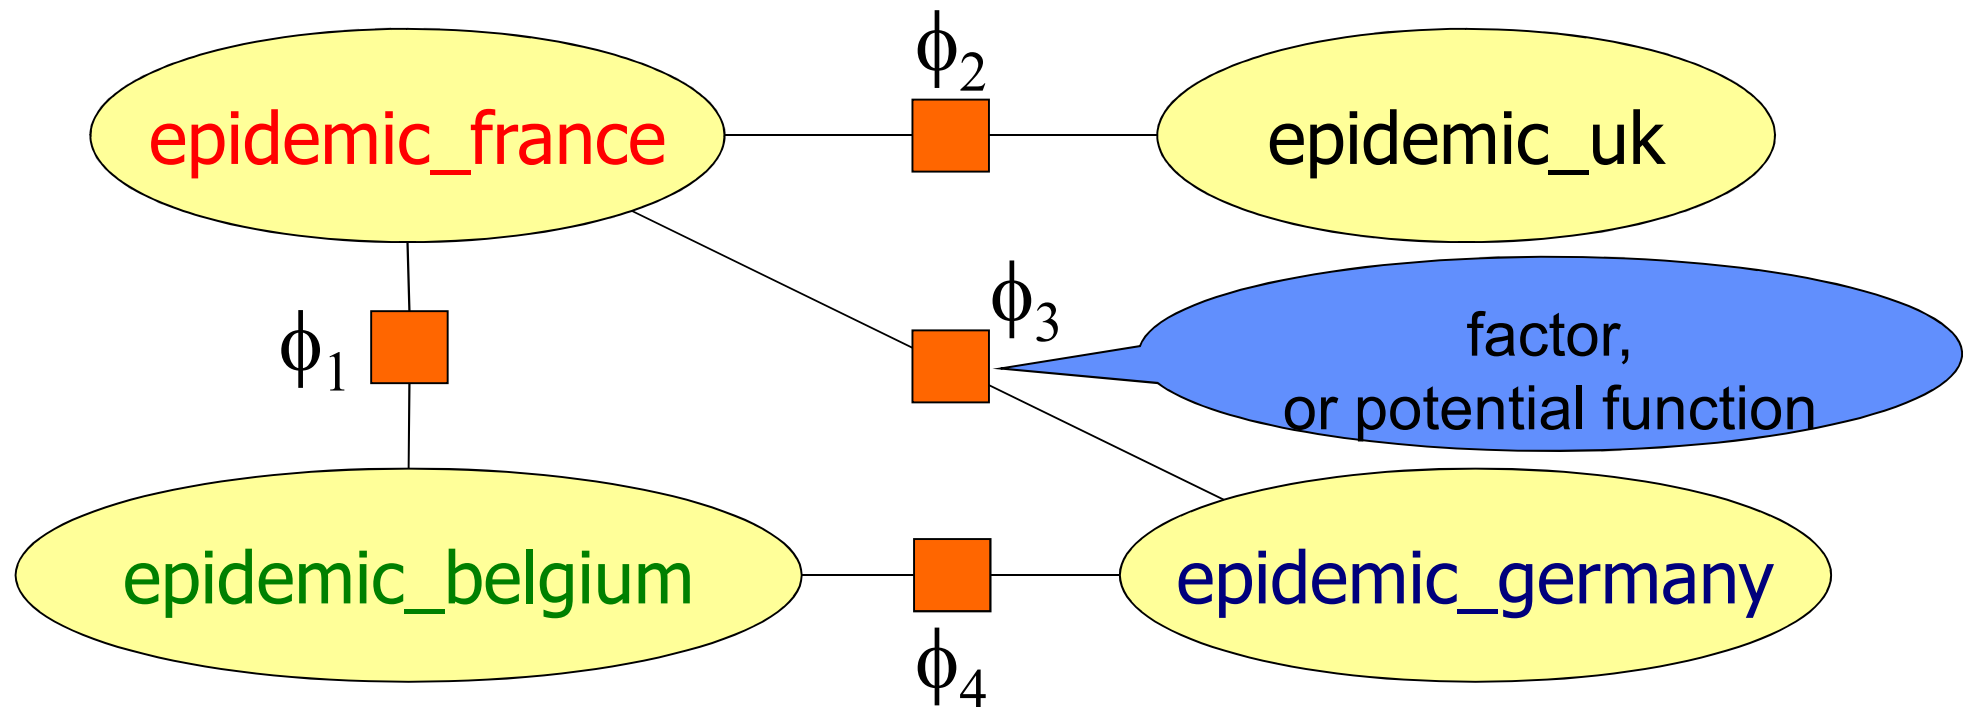 ϕ2
epidemic_france
epidemic_uk
ϕ3
factor,
or potential function
ϕ1
epidemic_belgium
epidemic_germany
ϕ4